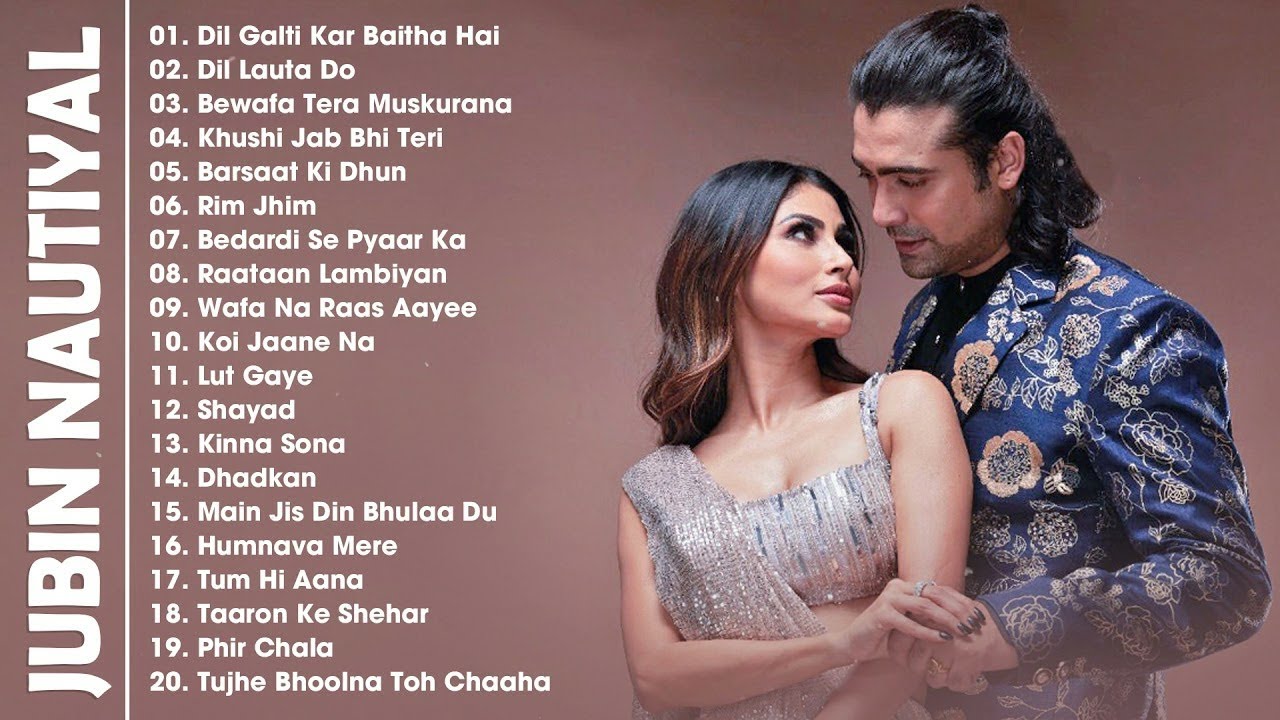 JUBIN NAUTIYAL
01. Dil Galti Kar Baitha Hai
02. Dil Lauta Do
03. Bewafa Tera Muskurana
04. Khushi Jab Bhi Teri
05. Barsaat Ki Dhun
06. Rim Jhim
07. Bedardi Se Pyaar Ka
08. Raataan Lambiyan
09. Wafa Na Raas Aayee
10. Koi Jaane Na
11. Lut Gaye
12. Shayad
13. Kinna Sona
14. Dhadkan
15. Main Jis Din Bhulaa Du
16. Humnava Mere
17. Tum Hi Aana
18. Taaron Ke Shehar
19. Phir Chala
20. Tujhe Bhoolna Toh Chaaha